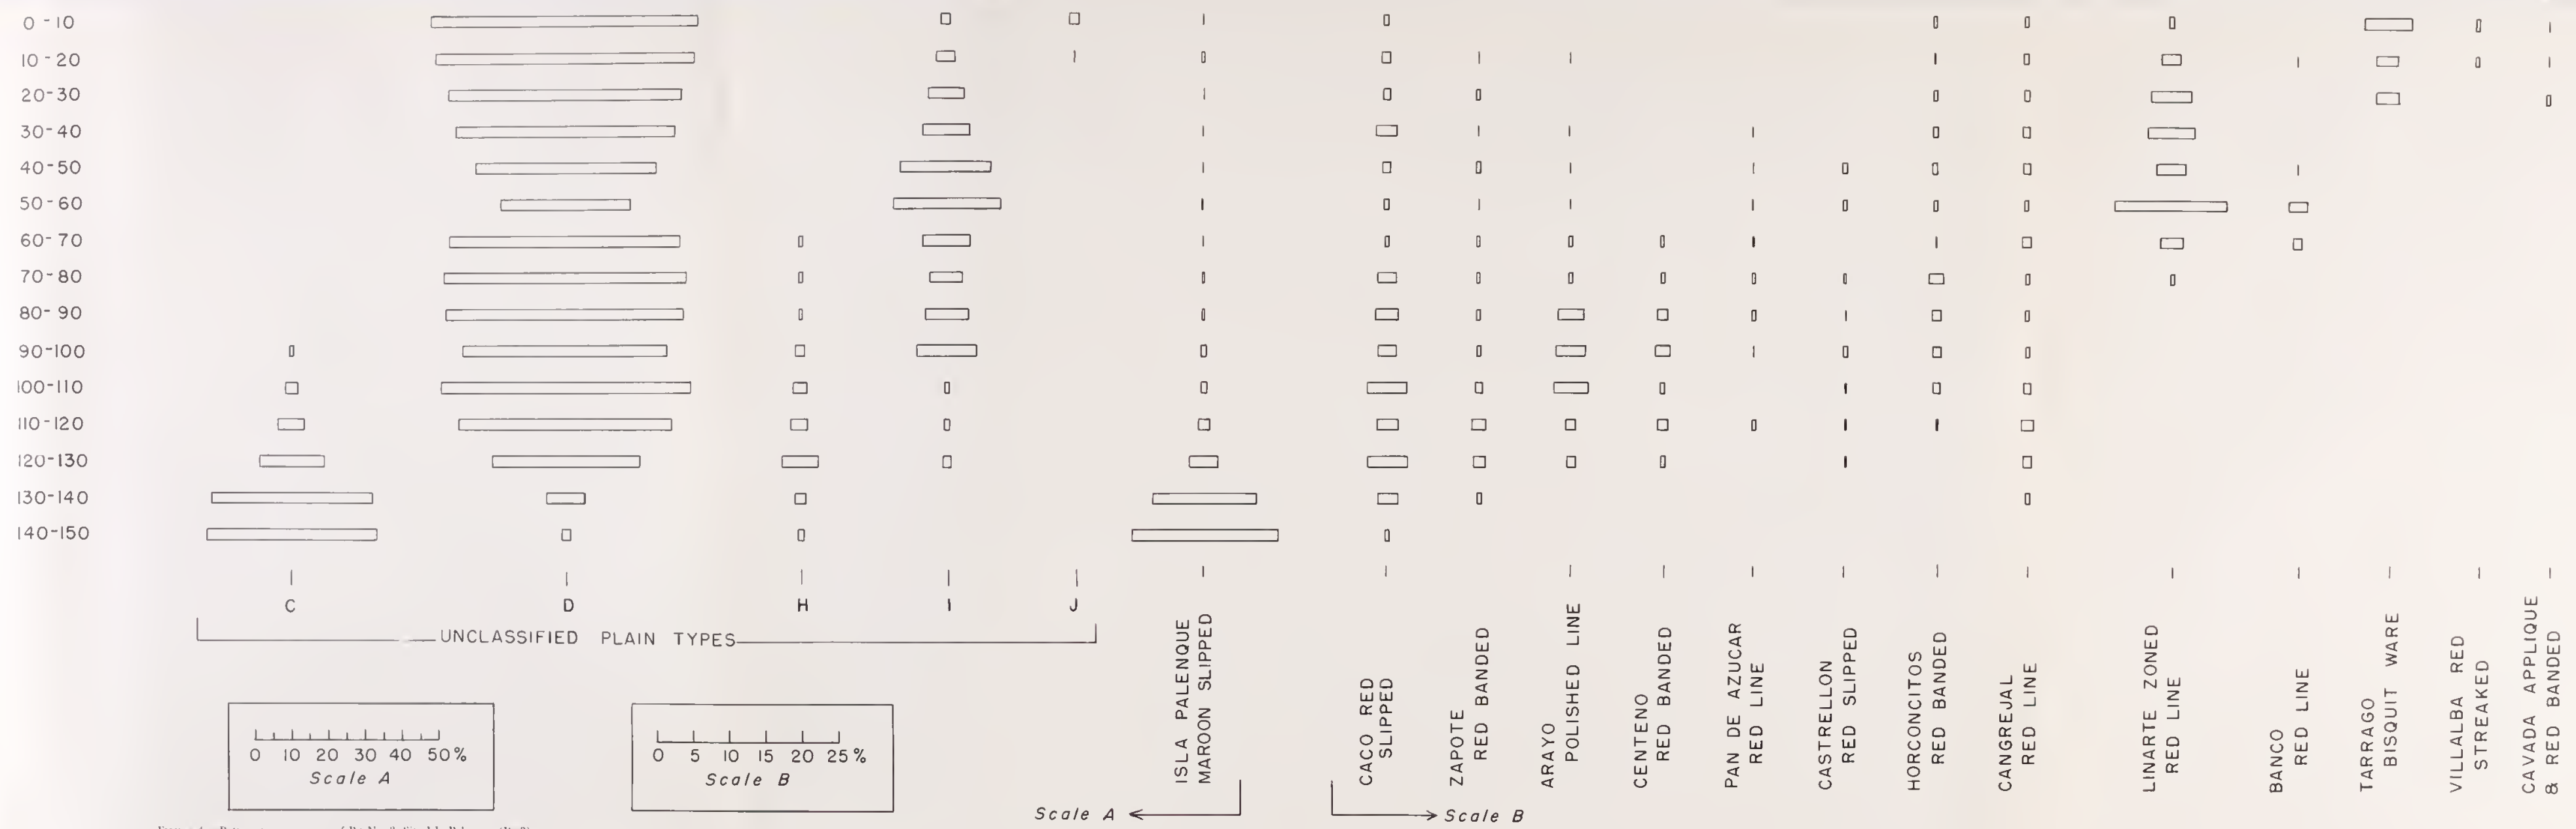 0-10
10-20
20-30
30-40
40-50
50-60
60-70
70-80
80-90
90-100
100-110
110-120
120-130
130-140
140-150
C D H I J
UNCLASSIFIED PLAIN TYPES
ISLA PALENQUE
MAROON SLIPPED
CACO RED
SLIPPED
ZAPOTE
RED BANDED
ARAYO
POLISHED LINE
CENTENO
RED BANDED
PAN DE AZUCAR
RED LINE
CASTRELLON
RED SLIPPED
HORCONCITOS
RED BANDED
CANGREJAL
RED LINE
LINARTE ZONED
RED LINE
BANCO
RED LINE
TARRAGO
BISQUIT WARE
VILLALBA RED
STREAKED
CAVADA APPLIQUE
& RED BANDED
0 10 20 30 40 50%
Scale A
0 5 10 15 20 25%
Scale B
Scale A
Scale B